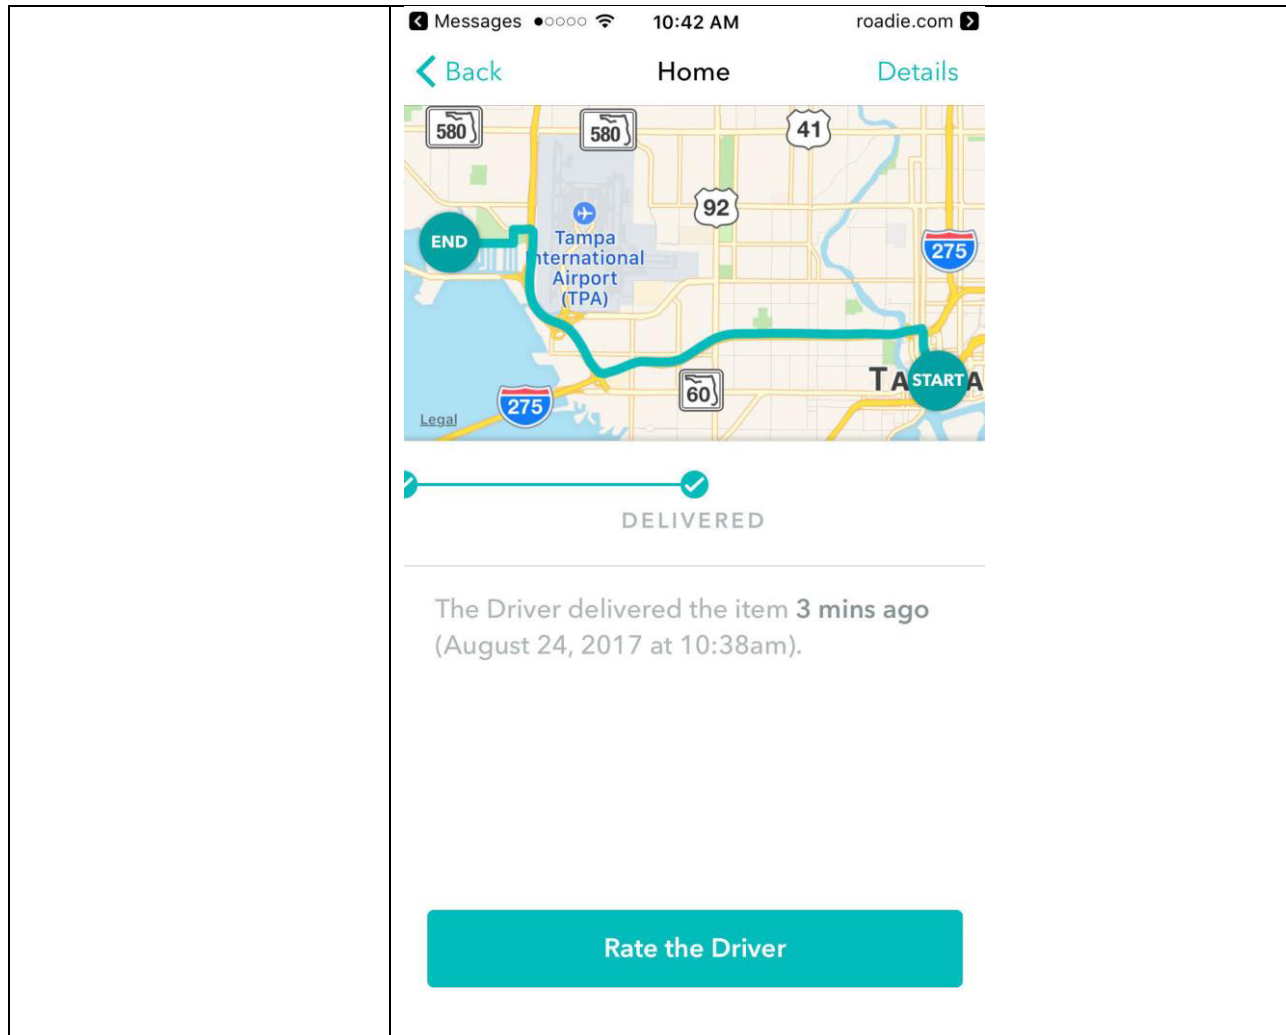 Messages 10:42 AM roadie.com
Back Home Details
580 580 41
92
END
275
Tampa
nternational
Airport
(TPA)
TA START A
60
275
Legal
DELIVERED
The Driver delivered the item 3 mins ago
(August 24, 2017 at 10:38am).
Rate the Driver